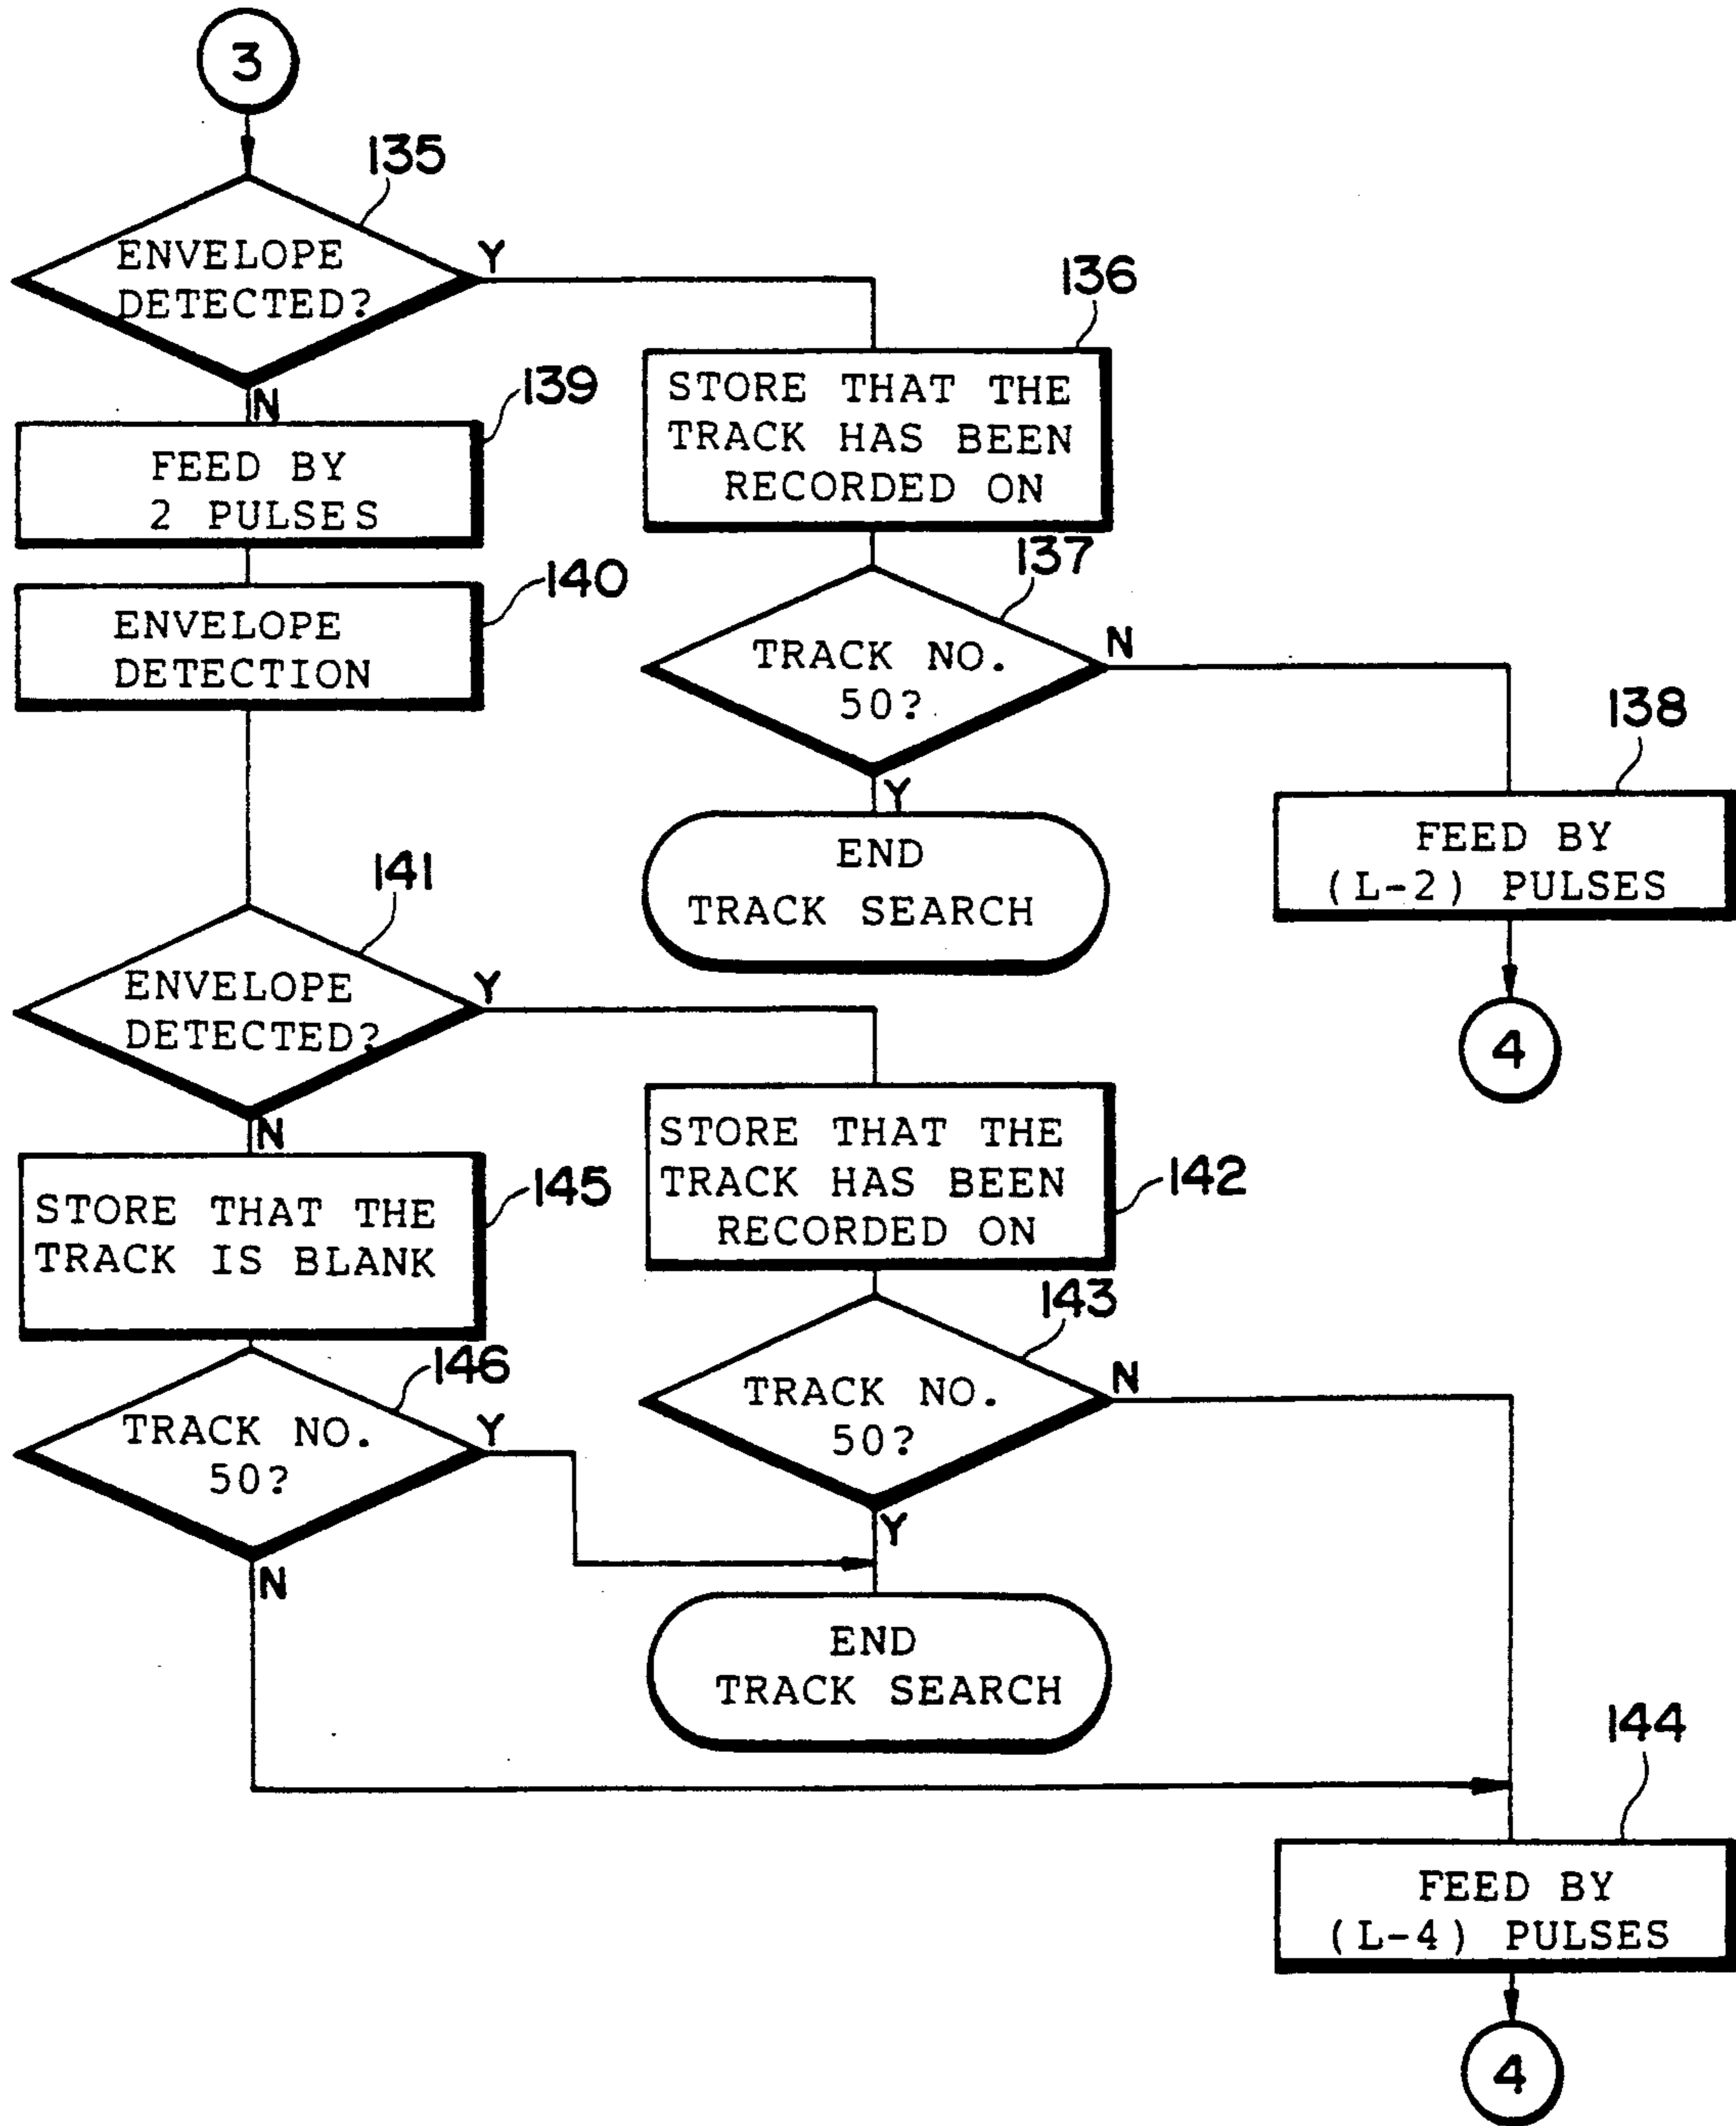 3
135
ENVELOPE
DETECTED?
Y
N
136
STORE THAT THE
TRACK HAS BEEN
RECORDED ON
139
FEED BY
2 PULSES
137
TRACK NO.
50?
N
Y
140
ENVELOPE
DETECTION
138
FEED BY
(L-2) PULSES
END
TRACK SEARCH
4
141
ENVELOPE
DETECTED?
Y
N
142
STORE THAT THE
TRACK HAS BEEN
RECORDED ON
145
STORE THAT THE
TRACK IS BLANK
143
TRACK NO.
50?
N
Y
146
TRACK NO.
50?
Y
N
END
TRACK SEARCH
144
FEED BY
(L-4) PULSES
4